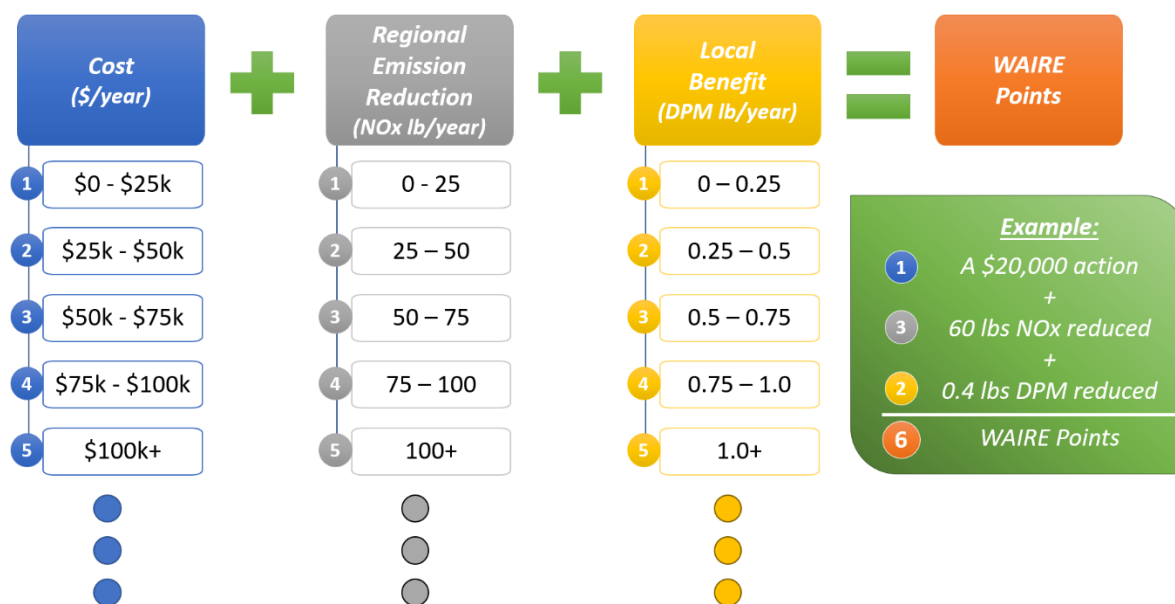 Cost
($/year)
Regional
Emission
Reduction
(NOx lb/year)
Local
Benefit
(DPM lb/year)
WAIRE
Points
1 $0 - $25k
2 $25k - $50k
3 $50k - $75k
4 $75k - $100k
5 $100k+
1 0 - 25
2 25 – 50
3 50 – 75
4 75 – 100
5 100+
1 0 – 0.25
2 0.25 – 0.5
3 0.5 – 0.75
4 0.75 – 1.0
5 1.0+
Example:
1 A $20,000 action
+
3 60 lbs NOx reduced
+
2 0.4 lbs DPM reduced
6 WAIRE Points